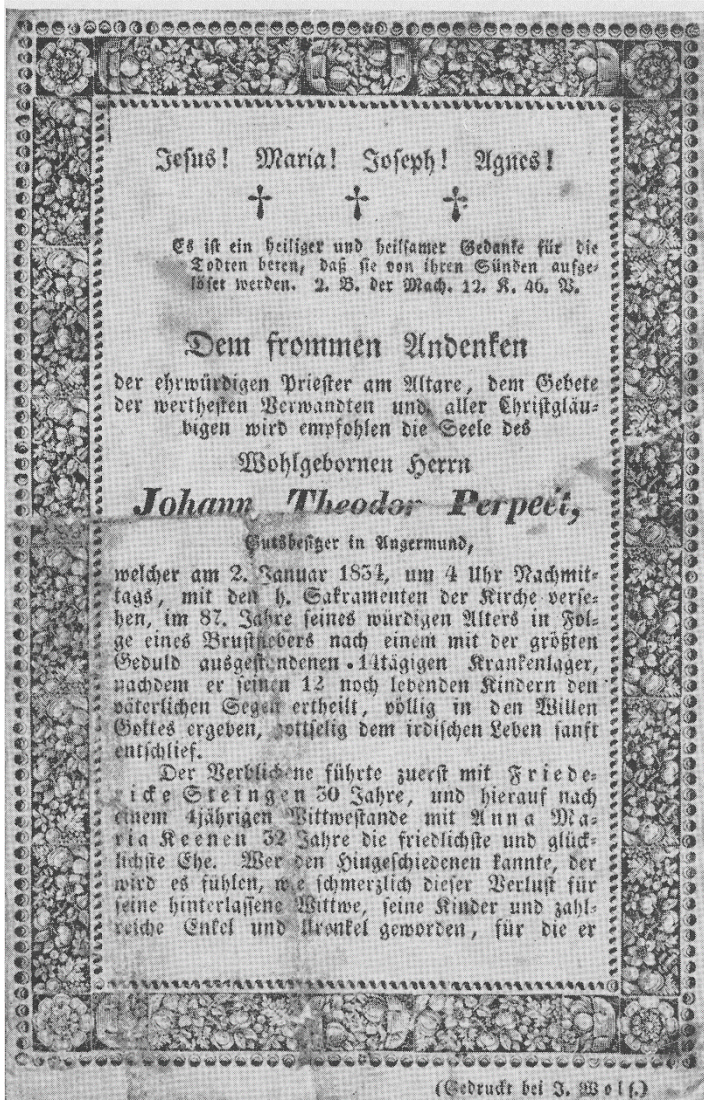 Jesus! Maria! Joseph! Agnes!
† † †
Es ist ein heiliger und heilsamer Gedanke für die
Todten beten, daß sie von ihren Sünden aufge-
löset werden. 2. B. der Mach. 12. K. 46. V.
Dem frommen Andenken
der ehrwürdigen Priester am Altare, dem Gebete
der werthesten Verwandten und aller Christgläu-
bigen wird empfohlen die Seele des
Wohlgebornen Herrn
Johann Theodor Perpeét,
Gutsbesitzer in Angermund,
welcher am 2. Januar 1834, um 4 Uhr Nachmit-
tags, mit den h. Sakramenten der Kirche verse-
hen, im 87. Jahre seines würdigen Alters in Fol-
ge eines Brustfiebers nach einem mit der größten
Geduld ausgestandenen 14tägigen Krankenlager,
nachdem er seinen 12 noch lebenden Kindern den
väterlichen Segen ertheilt, völlig in den Willen
Gottes ergeben, gottselig dem irdischen Leben sanft
entschlief.
Der Verblichene führte zuerst mit Friede-
ricke Steingen 30 Jahre, und hierauf nach
einem 4jährigen Wittwestande mit Anna Ma-
ria Keenen 32 Jahre die friedlichste und glück-
lichste Ehe. Wer den Hingeschiedenen kannte, der
wird es fühlen, wie schmerzlich dieser Verlust für
seine hinterlassene Wittwe, seine Kinder und zahl-
reiche Enkel und Urenkel geworden, für die er
(Gedruckt bei J. Wolf.)